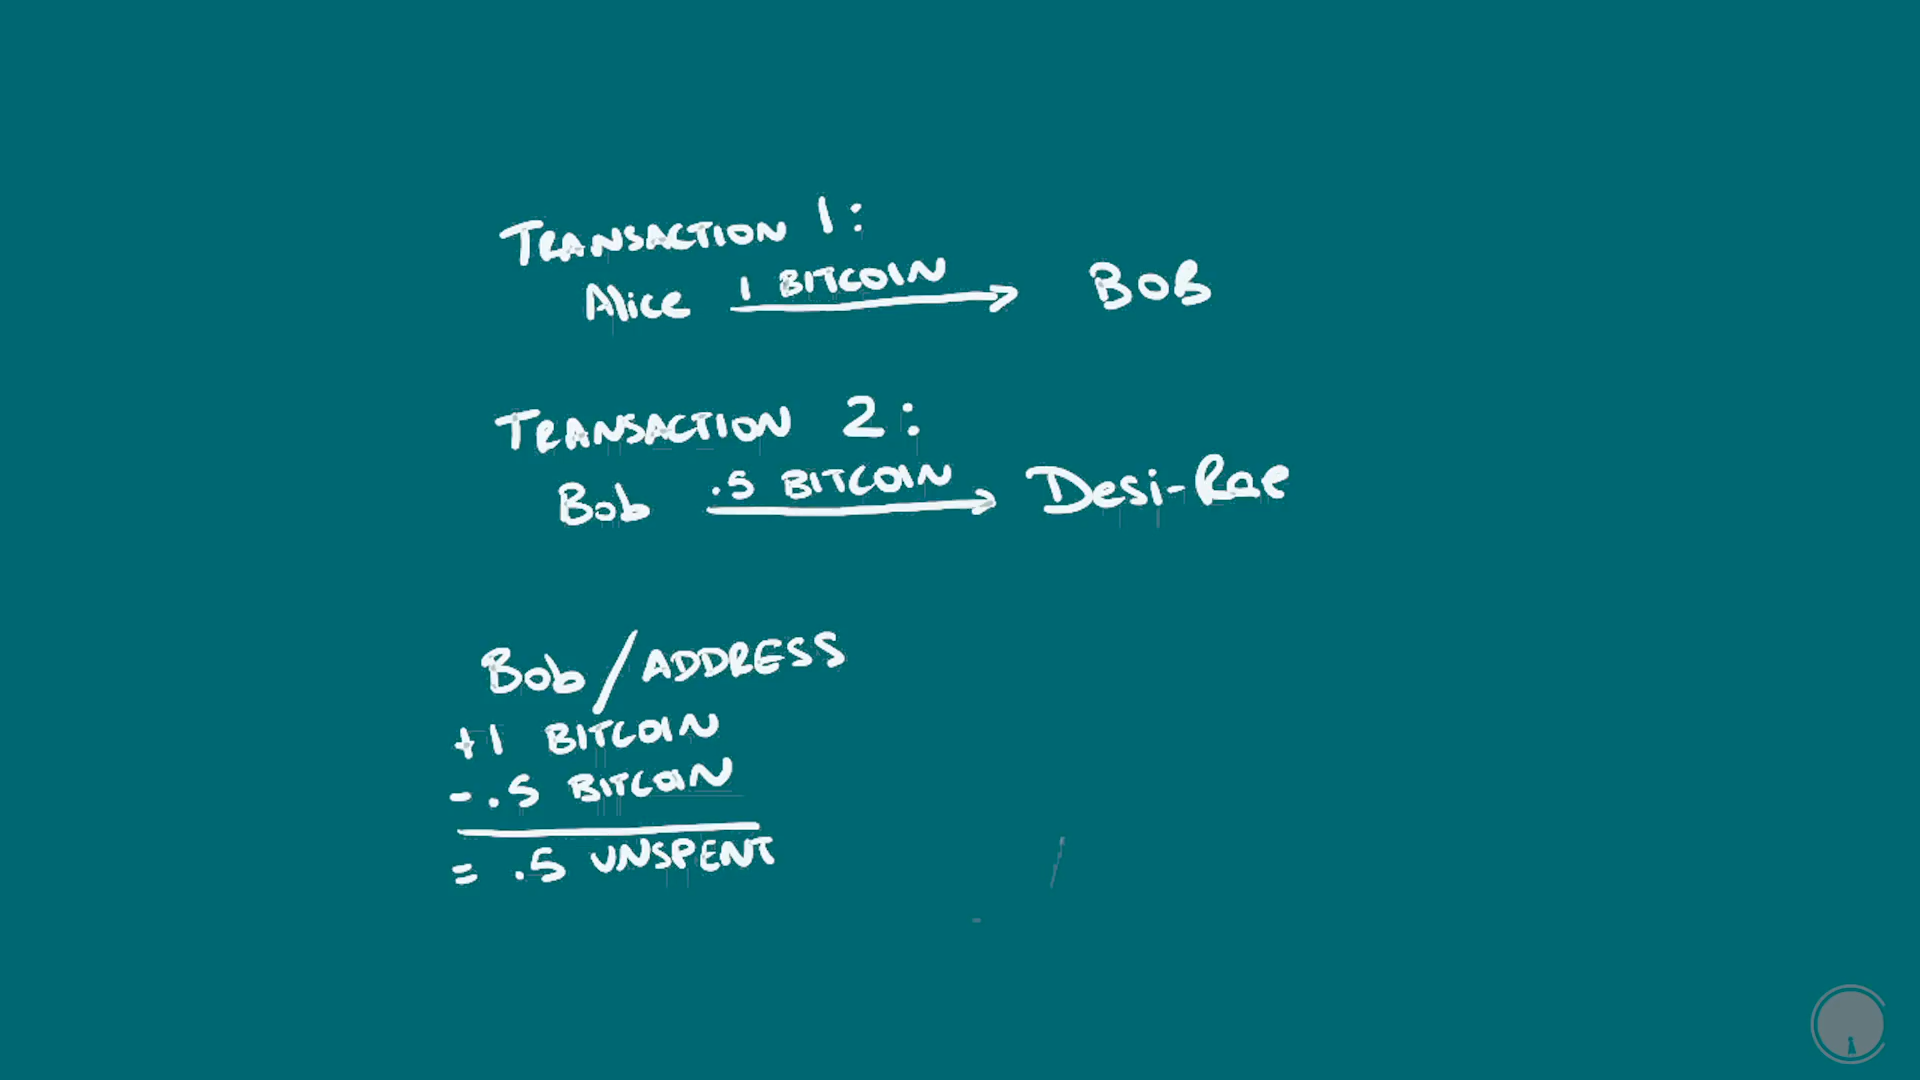 TRANSACTION 1:
Alice 1 BITCOIN BOB
TRANSACTION 2:
Bob .5 BITCOIN Desi-Rae
Bob/ADDRESS
+1 BITCOIN
- .5 BITCOIN
= .5 UNSPENT